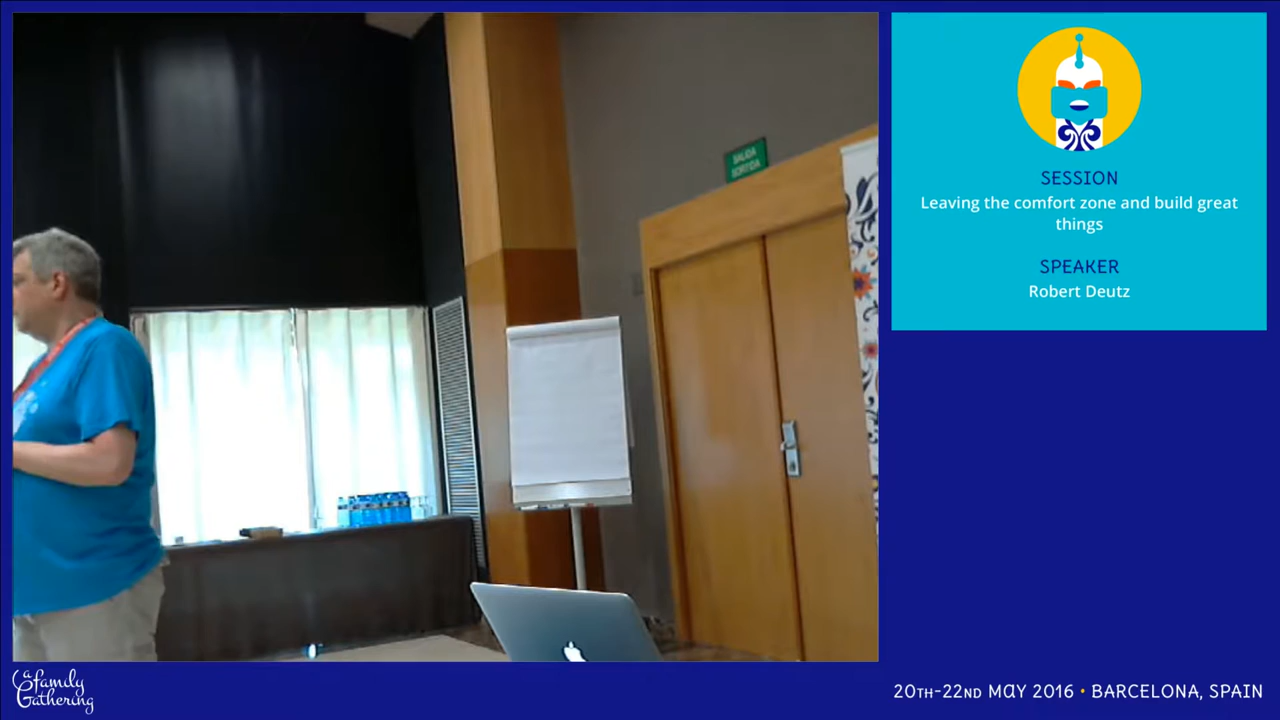 SALIDA
SORTIDA
SESSION
Leaving the comfort zone and build great
things
SPEAKER
Robert Deutz
a family
Gathering
20TH-22ND MAY 2016 • BARCELONA, SPAIN